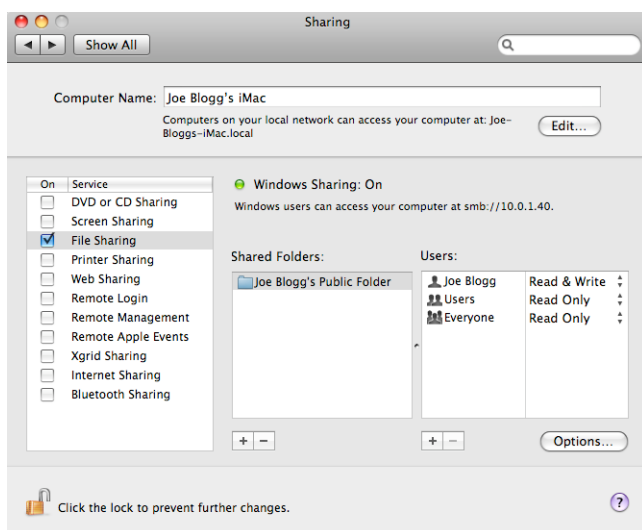 Sharing
Show All
Computer Name: Joe Blogg's iMac
Computers on your local network can access your computer at: Joe-
Bloggs-iMac.local
Edit...
On Service
DVD or CD Sharing
Screen Sharing
File Sharing
Printer Sharing
Web Sharing
Remote Login
Remote Management
Remote Apple Events
Xgrid Sharing
Internet Sharing
Bluetooth Sharing
Windows Sharing: On
Windows users can access your computer at smb://10.0.1.40.
Shared Folders:
Joe Blogg's Public Folder
Users:
Joe Blogg Read & Write
Users Read Only
Everyone Read Only
+ −
+ −
Options...
Click the lock to prevent further changes.
?